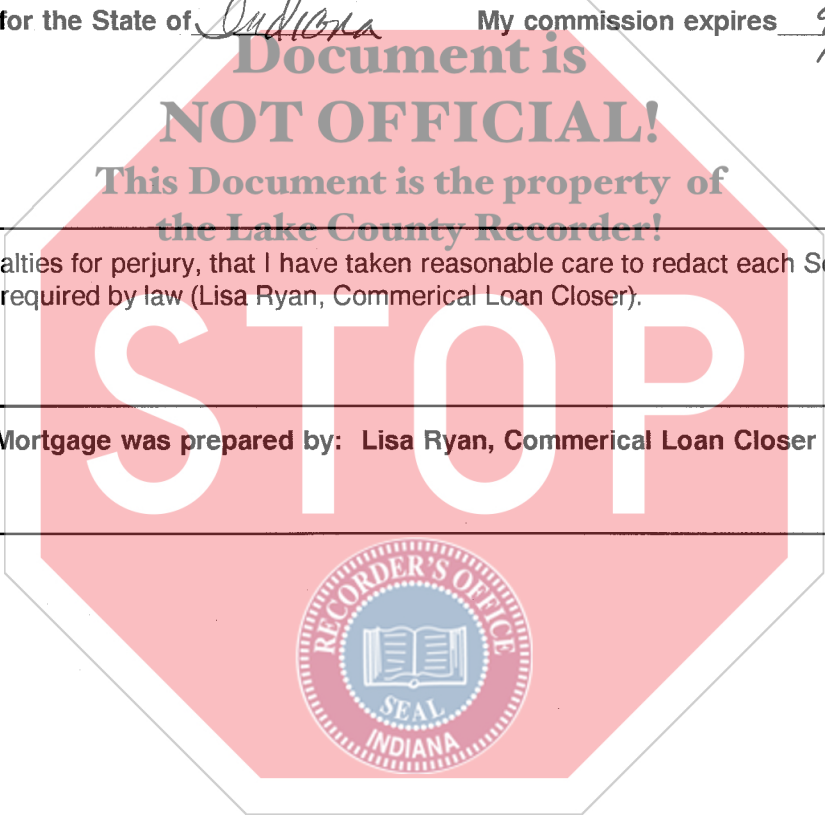 for the State of Indiana My commission expires
Document is
NOT OFFICIAL!
This Document is the property of
the Lake County Recorder!
alties for perjury, that I have taken reasonable care to redact each
required by law (Lisa Ryan, Commerical Loan Closer).
STOP
Mortgage was prepared by: Lisa Ryan, Commerical Loan Closer
RECORDER'S OFFICE
SEAL
INDIANA